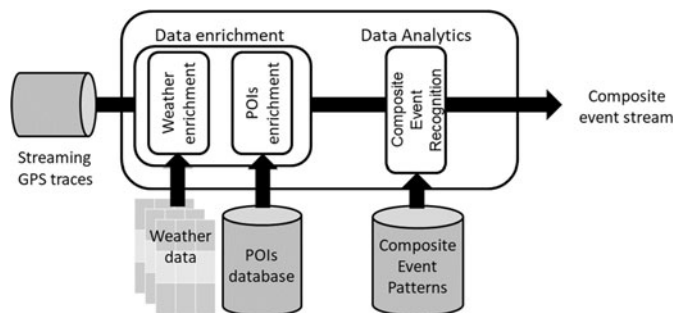 Data enrichment
Data Analytics
Weather
enrichment
POIs
enrichment
Composite
Event
Recognition
Composite
event stream
Streaming
GPS traces
Weather
data
POIs
database
Composite
Event
Patterns